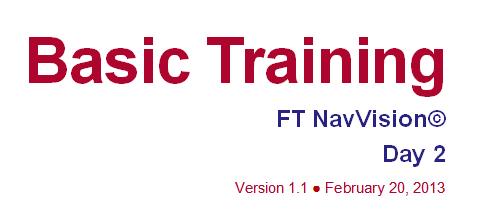 Basic Training
FT NavVision©
Day 2
Version 1.1 ● February 20, 2013